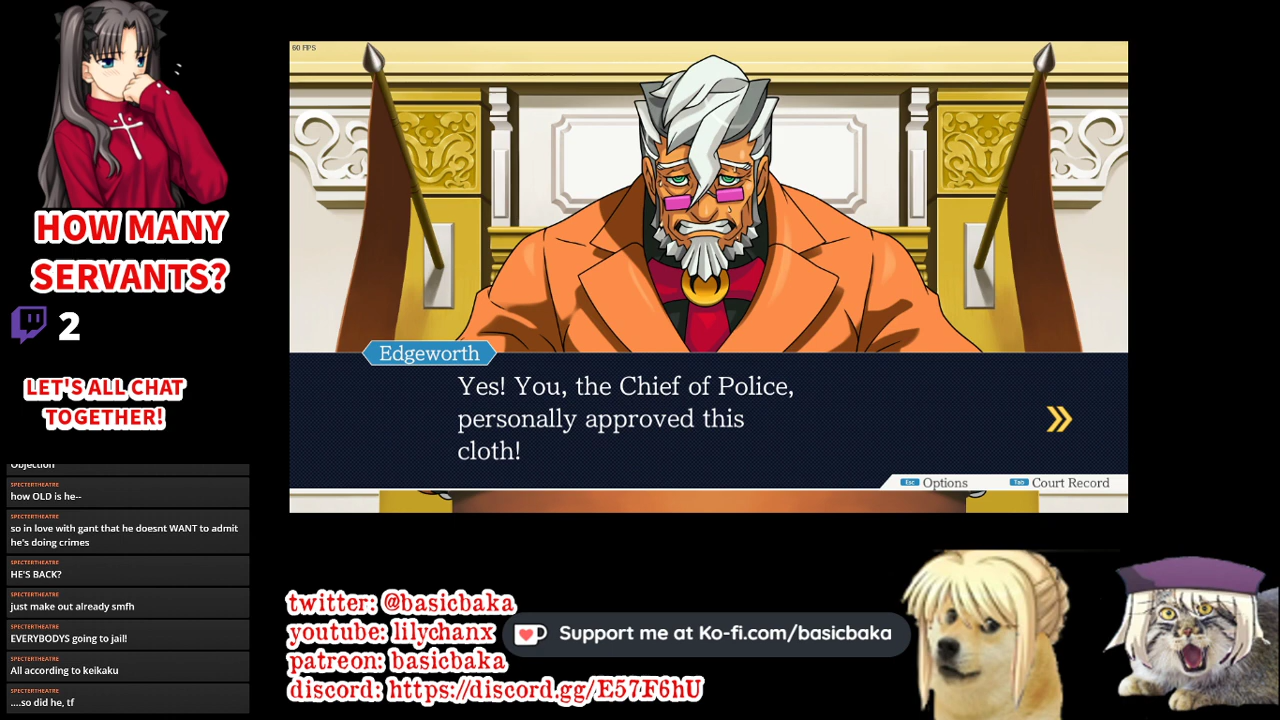 60 FPS
HOW MANY
SERVANTS?
2
LET'S ALL CHAT
TOGETHER!
Objection
SPECTERTHEATRE
how OLD is he--
SPECTERTHEATRE
so in love with gant that he doesnt WANT to admit
he's doing crimes
SPECTERTHEATRE
HE'S BACK?
SPECTERTHEATRE
just make out already smfh
SPECTERTHEATRE
EVERYBODYS going to jail!
SPECTERTHEATRE
All according to keikaku
SPECTERTHEATRE
....so did he, tf
Edgeworth
Yes! You, the Chief of Police,
personally approved this
cloth!
Esc Options
Tab Court Record
twitter: @basicbaka
youtube: lilychanx
patreon: basicbaka
discord: https://discord.gg/E57F6hU
Support me at Ko-fi.com/basicbaka